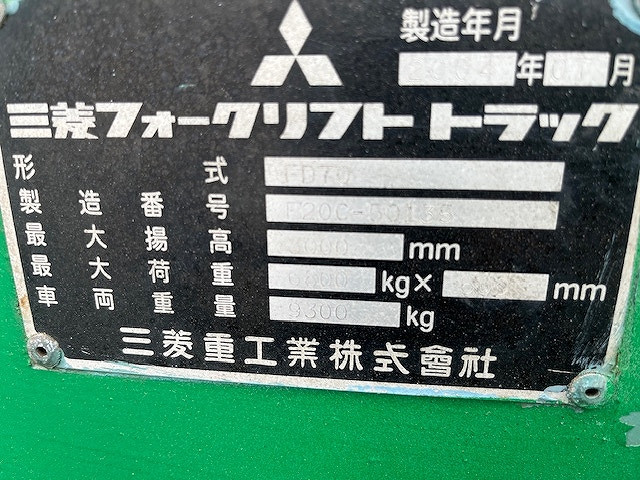 製造年月
年 月
三菱フォークリフト トラック
形式 FD70
製造番号
最大揚高 mm
最大荷重 kg× mm
車両重量 9300 kg
三菱重工業株式會社